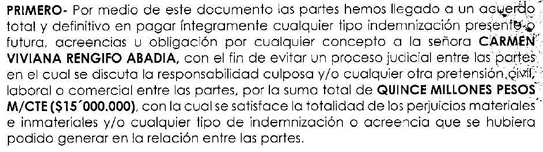 PRIMERO- Por medio de este documento las partes hemos llegado a un acuerdo
total y definitivo en pagar íntegramente cualquier tipo indemnización presente o
futura, acreencias u obligación por cualquier concepto a la señora CARMEN
VIVIANA RENGIFO ABADIA, con el fin de evitar un proceso judicial entre las partes
en el cual se discuta la responsabilidad culposa y/o cualquier otra pretensión civil,
laboral o comercial entre las partes, por la suma total de QUINCE MILLONES PESOS
M/CTE ($15´000.000), con la cual se satisface la totalidad de los perjuicios materiales
e inmateriales y/o cualquier tipo de indemnización o acreencia que se hubiera
podido generar en la relación entre las partes.